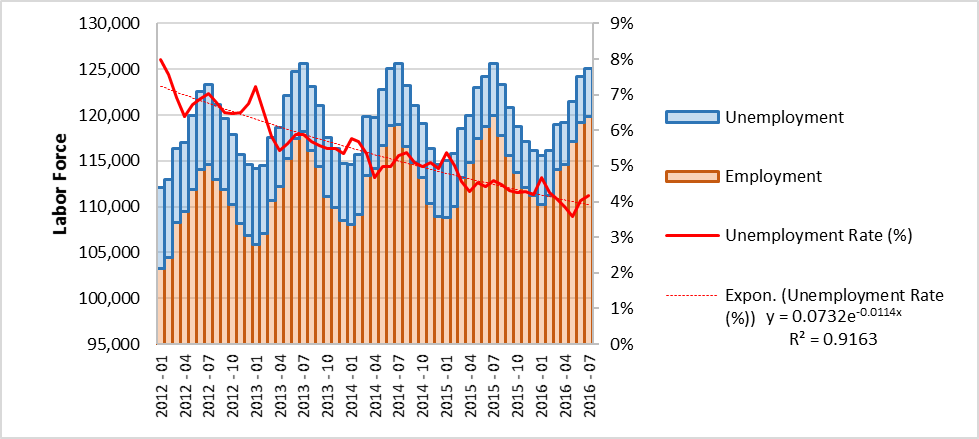 130,000
125,000
120,000
115,000
110,000
105,000
100,000
95,000
Labor Force
9%
8%
7%
6%
5%
4%
3%
2%
1%
0%
2012 - 01
2012 - 04
2012 - 07
2012 - 10
2013 - 01
2013 - 04
2013 - 07
2013 - 10
2014 - 01
2014 - 04
2014 - 07
2014 - 10
2015 - 01
2015 - 04
2015 - 07
2015 - 10
2016 - 01
2016 - 04
2016 - 07
Unemployment
Employment
Unemployment Rate (%)
Expon. (Unemployment Rate
(%))
y = 0.0732e^-0.0114x
R² = 0.9163